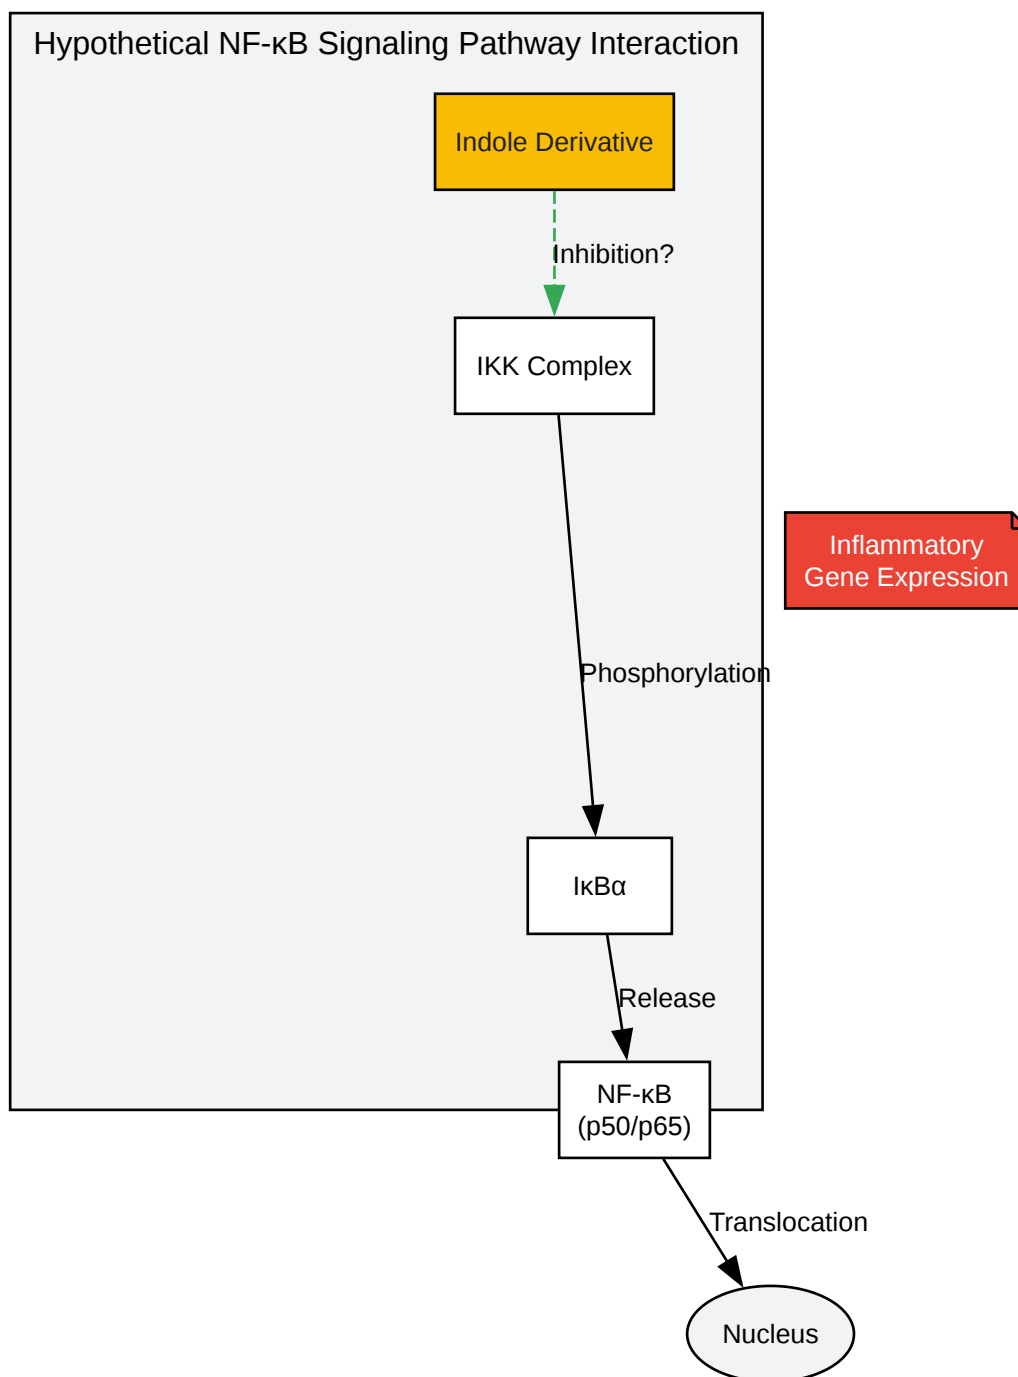 Hypothetical NF-κB Signaling Pathway Interaction
Indole Derivative
Inhibition?
IKK Complex
Inflammatory
Gene Expression
Phosphorylation
IκBα
Release
NF-κB
(p50/p65)
Translocation
Nucleus